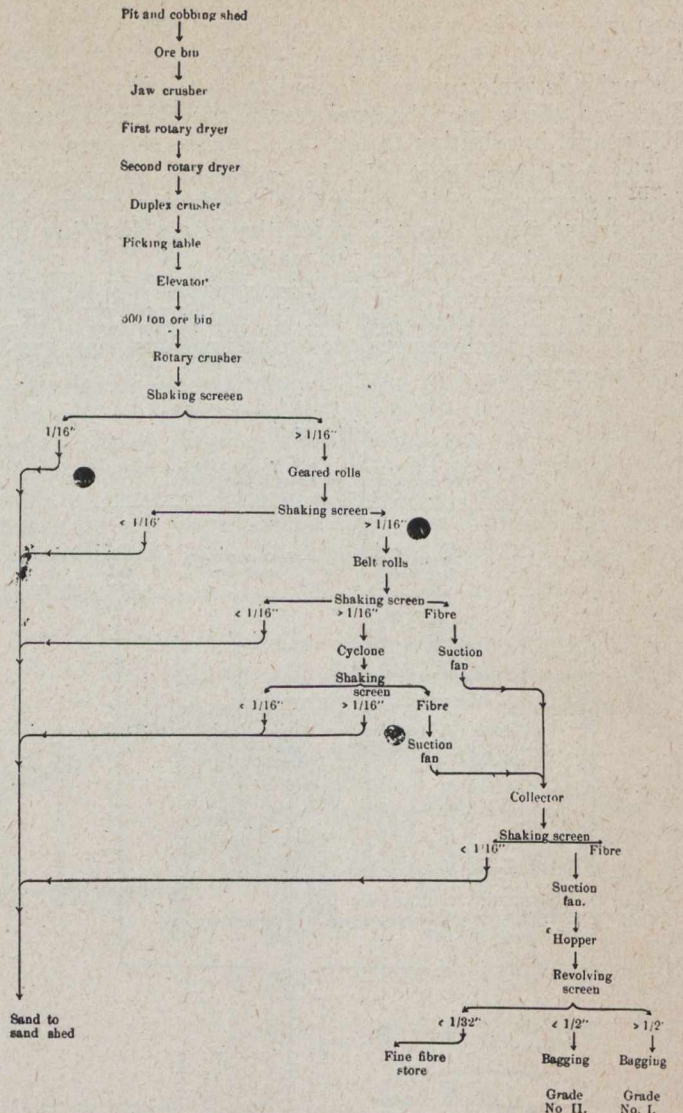 Pit and cobbing shed
Ore bin
Jaw crusher
First rotary dryer
Second rotary dryer
Duplex crusher
Picking table
Elevator
300 ton ore bin
Rotary crusher
Shaking screeen
1/16" > 1/16"
Geared rolls
Shaking screen
< 1/16" > 1/16"
Belt rolls
Shaking screen
< 1/16" > 1/16" Fibre
Cyclone Suction
fan
Shaking
screen
< 1/16" > 1/16" Fibre
Suction
fan
Collector
Shaking screen
< 1/16" Fibre
Suction
fan.
Hopper
Revolving
screen
Sand to
sand shed
< 1/32" < 1/2" > 1/2"
Fine fibre
store
Bagging Bagging
Grade Grade
No II. No. I.